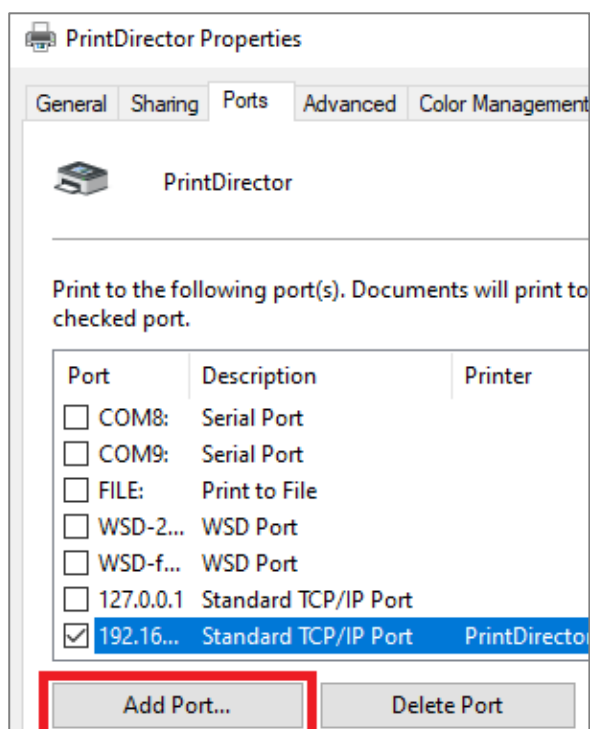 PrintDirector Properties
General Sharing Ports Advanced Color Management
PrintDirector
Print to the following port(s). Documents will print to
checked port.
Port Description Printer
COM8: Serial Port
COM9: Serial Port
FILE: Print to File
WSD-2... WSD Port
WSD-f... WSD Port
127.0.0.1 Standard TCP/IP Port
192.16... Standard TCP/IP Port PrintDirector
Add Port... Delete Port